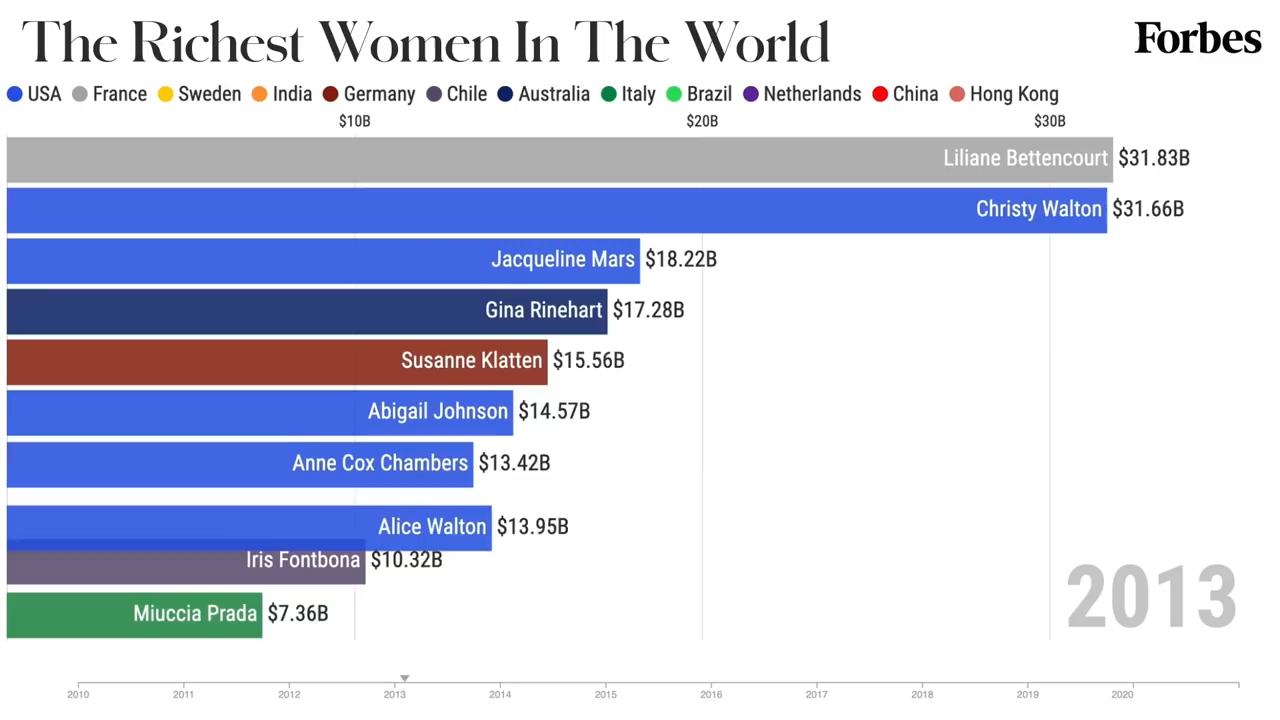 The Richest Women In The World
Forbes
USA France Sweden India Germany Chile Australia Italy Brazil Netherlands China Hong Kong
$10B $20B $30B
Liliane Bettencourt $31.83B
Christy Walton $31.66B
Jacqueline Mars $18.22B
Gina Rinehart $17.28B
Susanne Klatten $15.56B
Abigail Johnson $14.57B
Anne Cox Chambers $13.42B
Alice Walton $13.95B
Iris Fontbona $10.32B
Miuccia Prada $7.36B
2013
2010 2011 2012 2013 2014 2015 2016 2017 2018 2019 2020